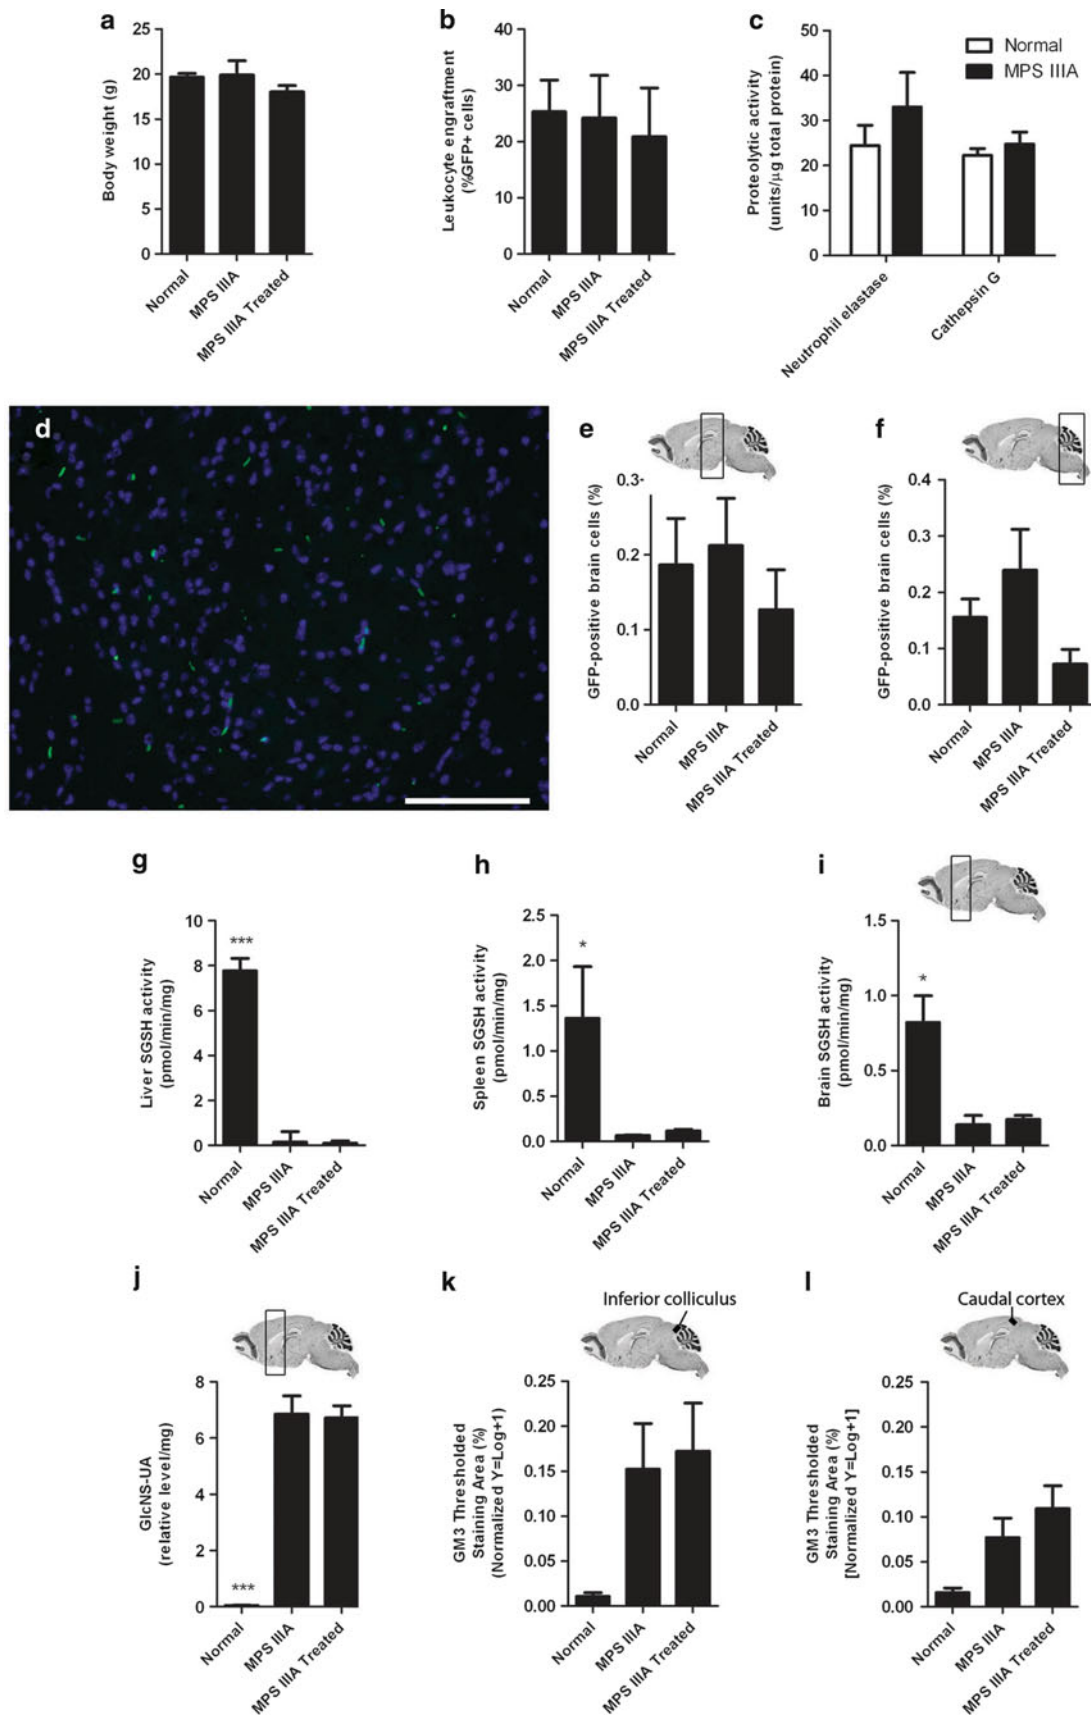 a
Body weight (g)
25
20
15
10
5
0
Normal
MPS IIIA
MPS IIIA Treated
b
Leukocyte engraftment
(%GFP+ cells)
40
30
20
10
0
Normal
MPS IIIA
MPS IIIA Treated
c
Proteolytic activity
(units/µg total protein)
50
40
30
20
10
0
Normal
MPS IIIA
Neutrophil elastase
Cathepsin G
d
e
GFP-positive brain cells (%)
0.3
0.2
0.1
0.0
Normal
MPS IIIA
MPS IIIA Treated
f
GFP-positive brain cells (%)
0.4
0.3
0.2
0.1
0.0
Normal
MPS IIIA
MPS IIIA Treated
g
Liver SGSH activity
(pmol/min/mg)
10
8
6
4
2
0
***
Normal
MPS IIIA
MPS IIIA Treated
h
Spleen SGSH activity
(pmol/min/mg)
2.5
2.0
1.5
1.0
0.5
0.0
*
Normal
MPS IIIA
MPS IIIA Treated
i
Brain SGSH activity
(pmol/min/mg)
1.5
1.0
0.5
0.0
*
Normal
MPS IIIA
MPS IIIA Treated
j
GlcNS-UA
(relative level/mg)
8
6
4
2
0
***
Normal
MPS IIIA
MPS IIIA Treated
k
Inferior colliculus
GM3 Thresholded
Staining Area (%)
(Normalized Y=Log+1)
0.25
0.20
0.15
0.10
0.05
0.00
Normal
MPS IIIA
MPS IIIA Treated
l
Caudal cortex
GM3 Thresholded
Staining Area (%)
[Normalized Y=Log+1]
0.25
0.20
0.15
0.10
0.05
0.00
Normal
MPS IIIA
MPS IIIA Treated